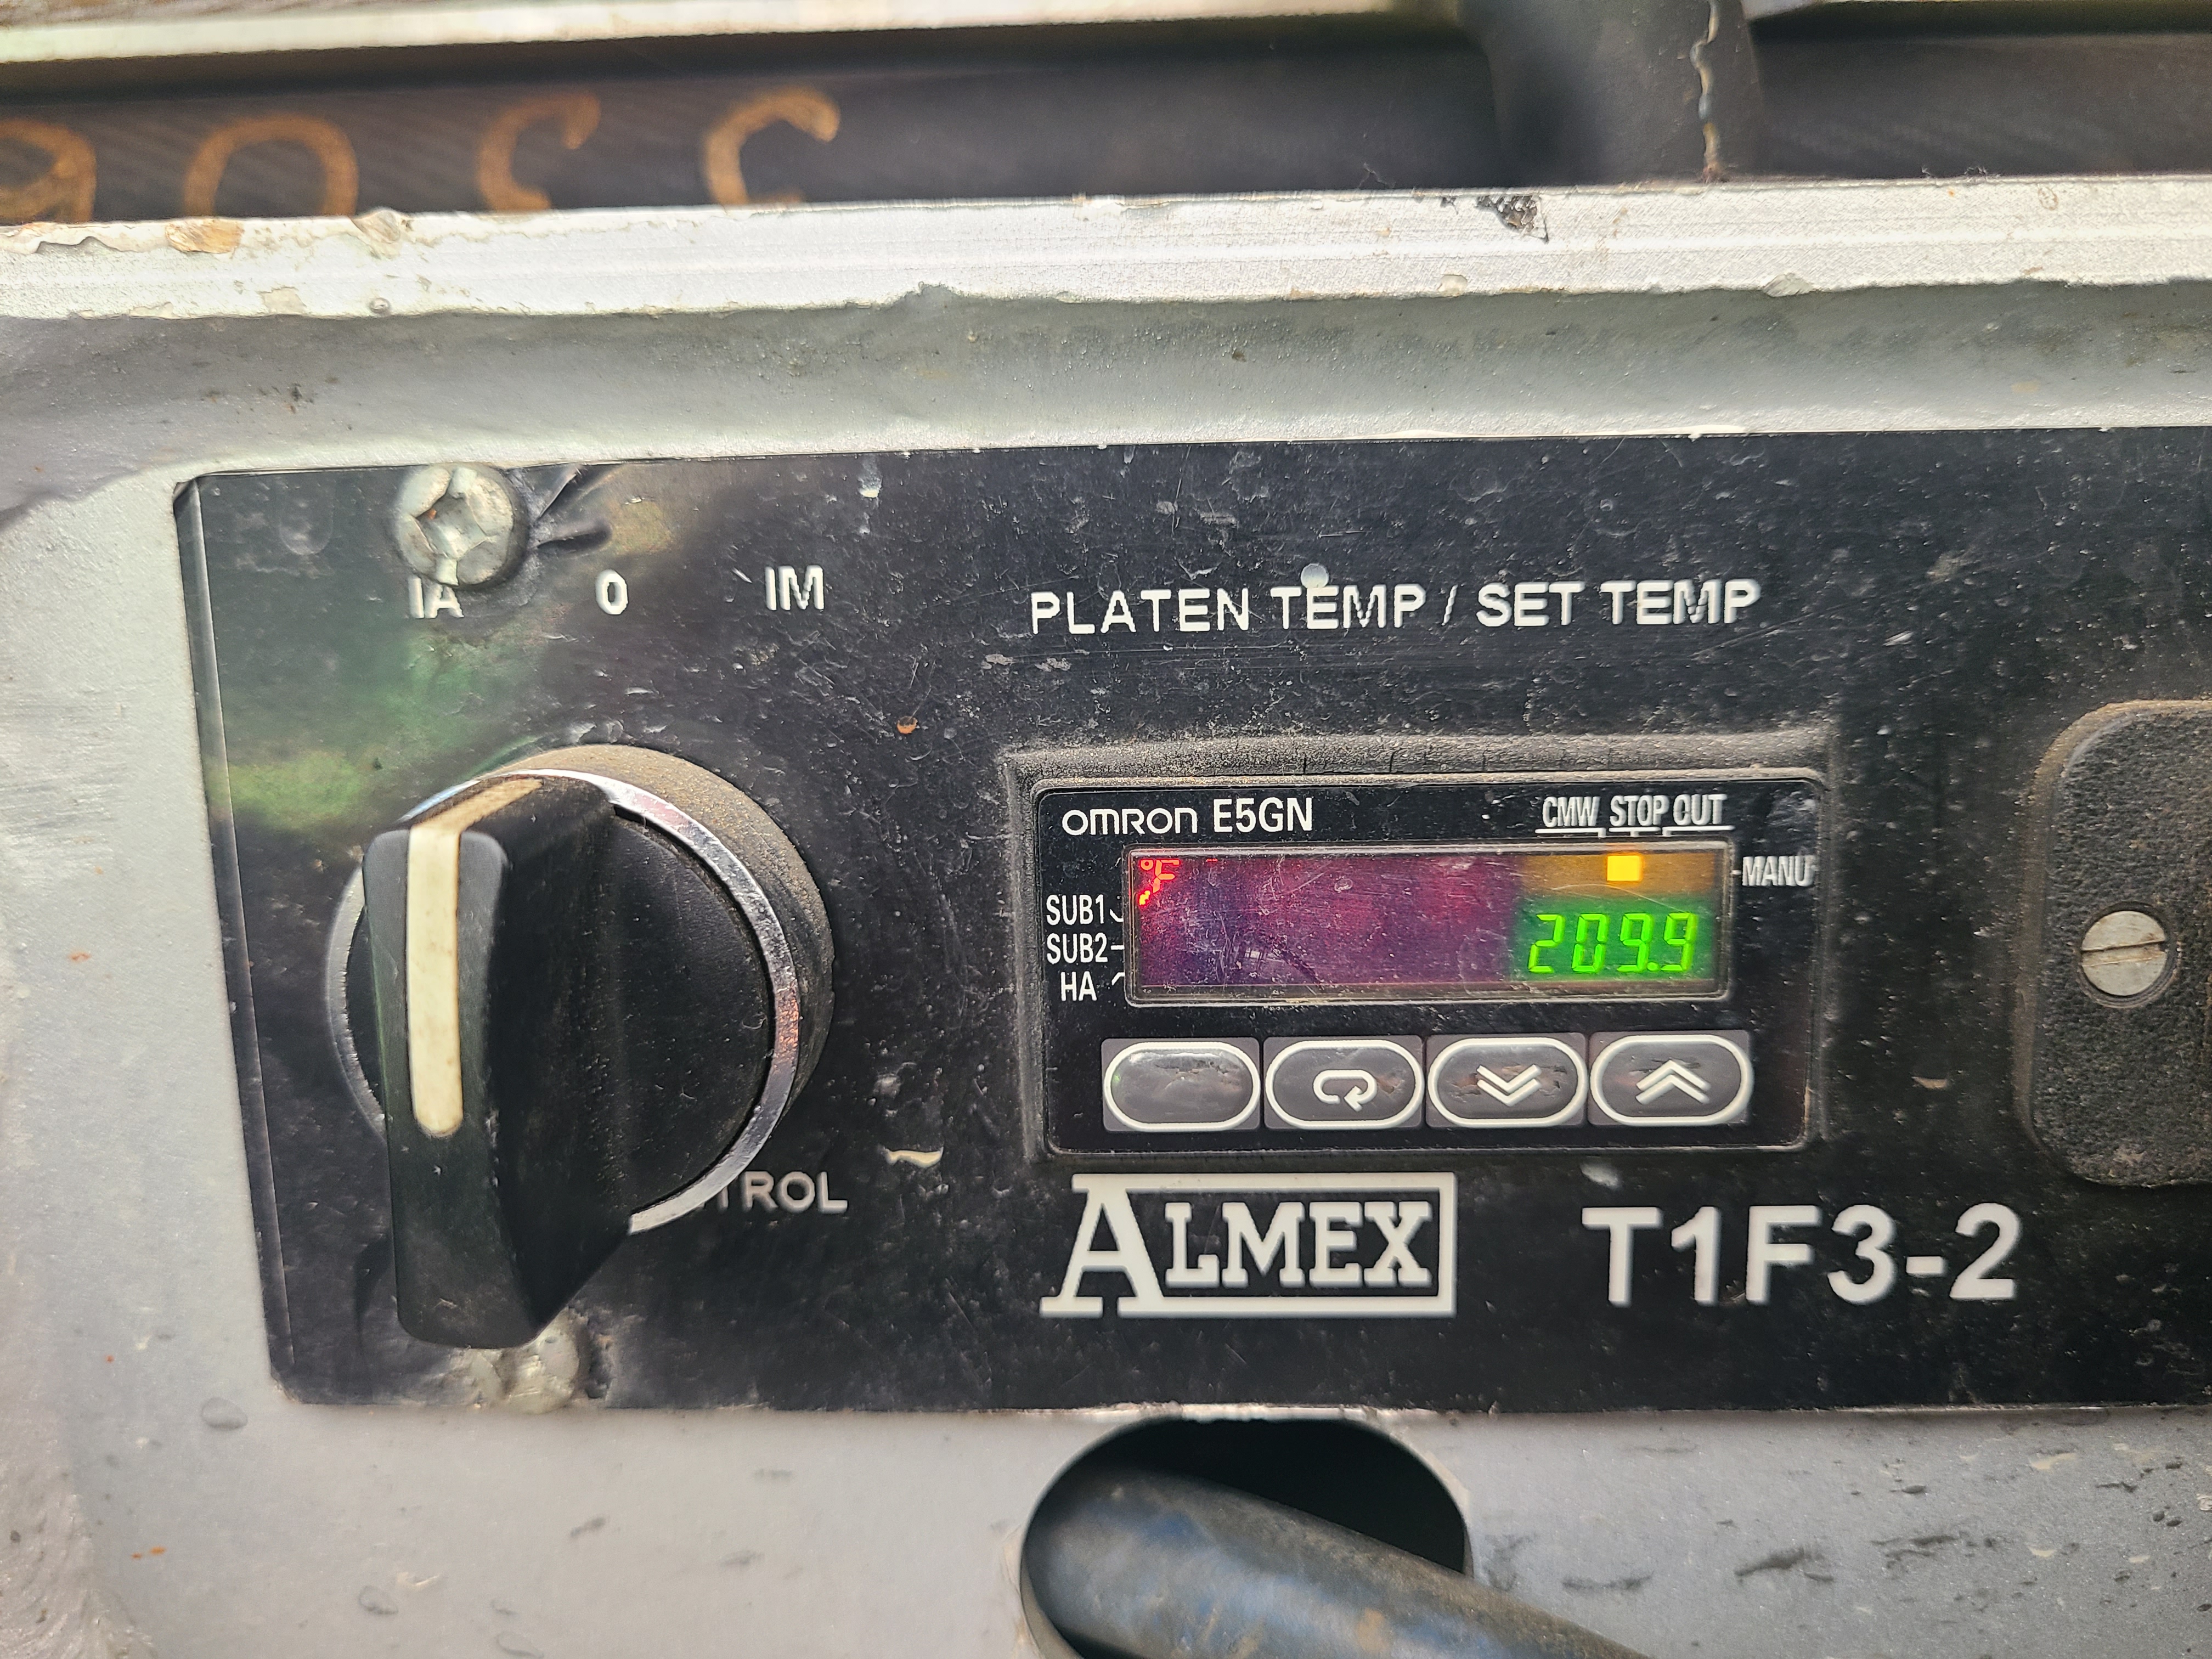 IA 0 IM
PLATEN TEMP / SET TEMP
OMRON E5GN
CMW STOP OUT
°F
MANU
SUB1
SUB2
HA
209.9
TROL
ALMEX T1F3-2